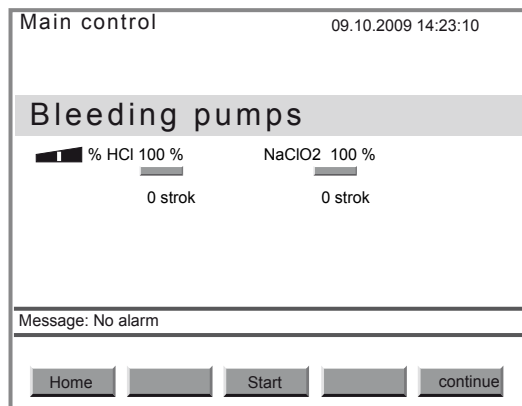 Main control 09.10.2009 14:23:10
Bleeding pumps
% HCl 100 % NaClO2 100 %
0 strok 0 strok
Message: No alarm
Home Start continue